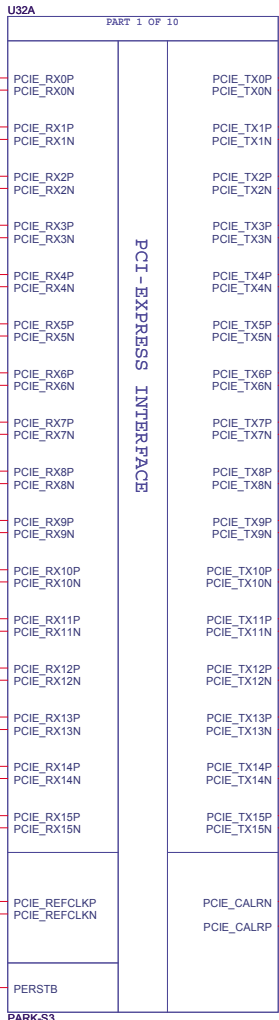 U32A
PART 1 OF 10
PCIE_RX0P PCIE_TX0P
PCIE_RX0N PCIE_TX0N
PCIE_RX1P PCIE_TX1P
PCIE_RX1N PCIE_TX1N
PCIE_RX2P PCIE_TX2P
PCIE_RX2N PCIE_TX2N
PCIE_RX3P PCIE_TX3P
PCIE_RX3N PCIE_TX3N
PCIE_RX4P PCIE_TX4P
PCIE_RX4N PCIE_TX4N
PCIE_RX5P PCIE_TX5P
PCIE_RX5N PCIE_TX5N
PCIE_RX6P PCIE_TX6P
PCIE_RX6N PCIE_TX6N
PCIE_RX7P PCIE_TX7P
PCIE_RX7N PCIE_TX7N
PCIE_RX8P PCIE_TX8P
PCIE_RX8N PCIE_TX8N
PCIE_RX9P PCIE_TX9P
PCIE_RX9N PCIE_TX9N
PCIE_RX10P PCIE_TX10P
PCIE_RX10N PCIE_TX10N
PCIE_RX11P PCIE_TX11P
PCIE_RX11N PCIE_TX11N
PCIE_RX12P PCIE_TX12P
PCIE_RX12N PCIE_TX12N
PCIE_RX13P PCIE_TX13P
PCIE_RX13N PCIE_TX13N
PCIE_RX14P PCIE_TX14P
PCIE_RX14N PCIE_TX14N
PCIE_RX15P PCIE_TX15P
PCIE_RX15N PCIE_TX15N
PCI-EXPRESS INTERFACE
PCIE_REFCLKP PCIE_CALRN
PCIE_REFCLKN
PCIE_CALRP
PERSTB
PARK-S3